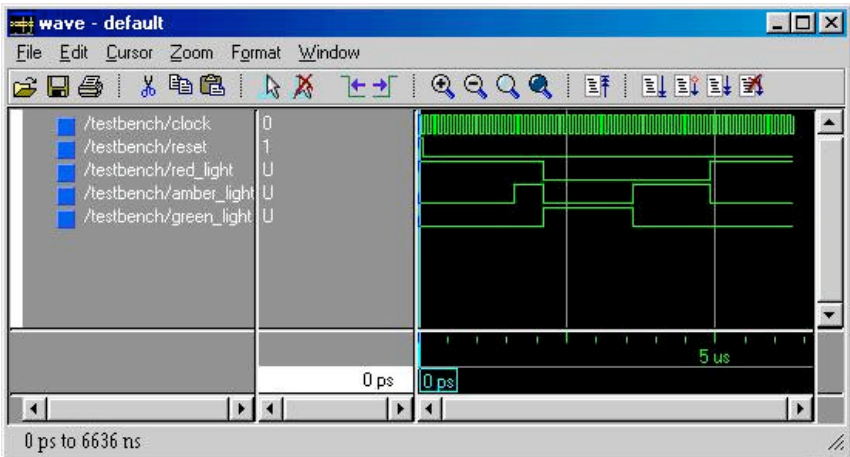 wave - default
File Edit Cursor Zoom Format Window
/testbench/clock 0
/testbench/reset 1
/testbench/red_light U
/testbench/amber_light U
/testbench/green_light U
5 us
0 ps 0 ps
0 ps to 6636 ns